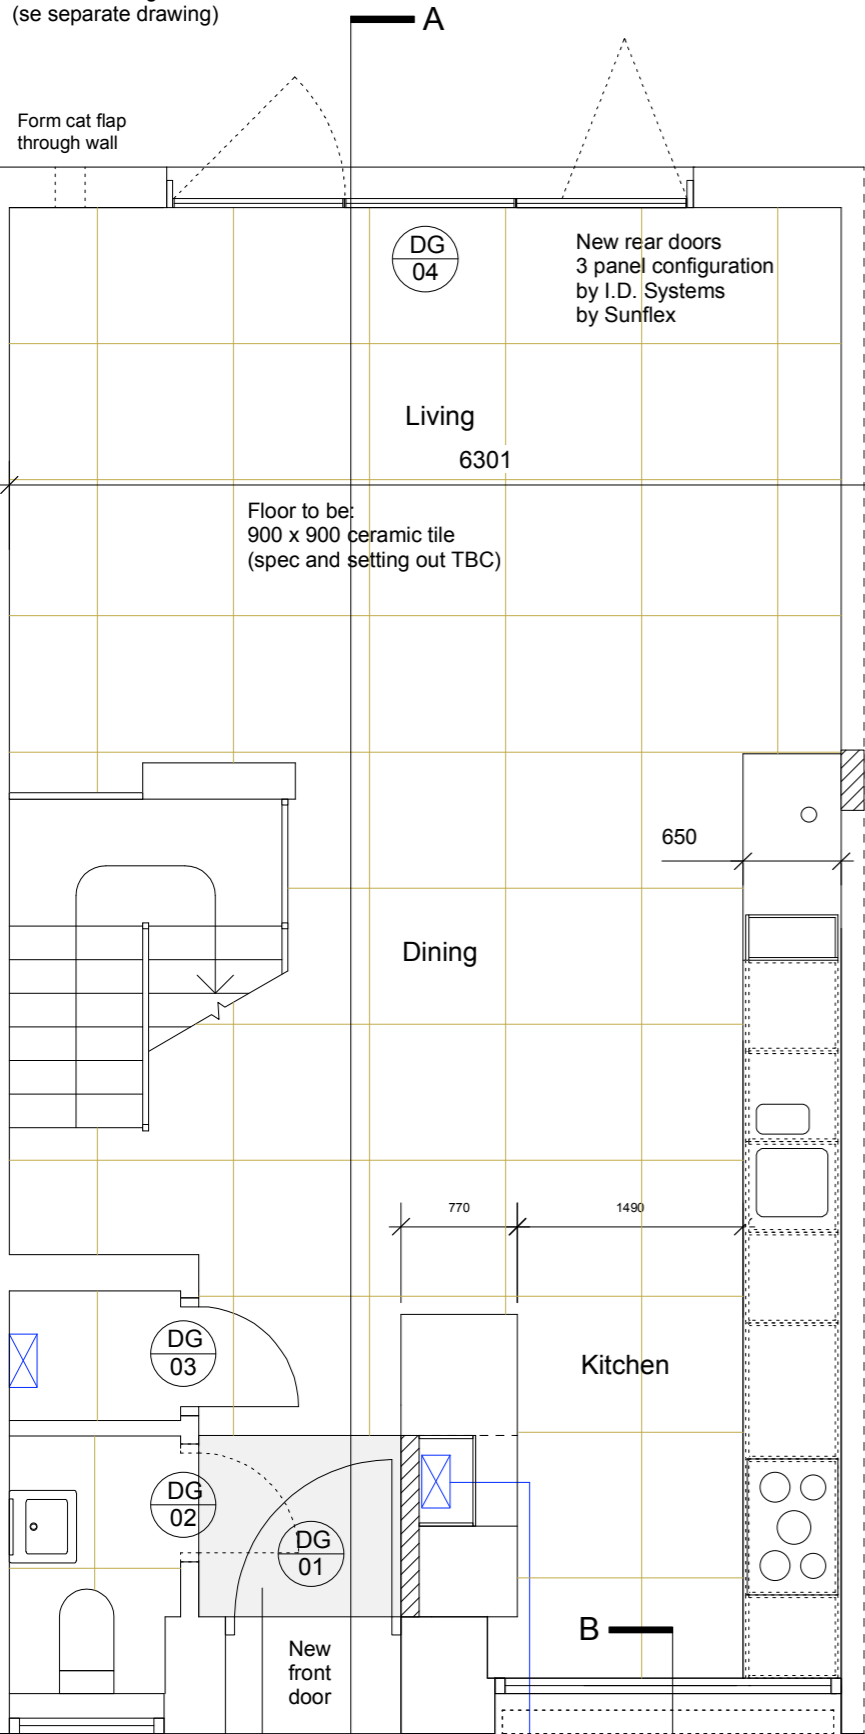 (se separate drawing)
A
Form cat flap
through wall
DG
04
New rear doors
3 panel configuration
by I.D. Systems
by Sunflex
Living
6301
Floor to be:
900 x 900 ceramic tile
(spec and setting out TBC)
650
Dining
770
1490
DG
03
Kitchen
DG
02
DG
01
B
New
front
door